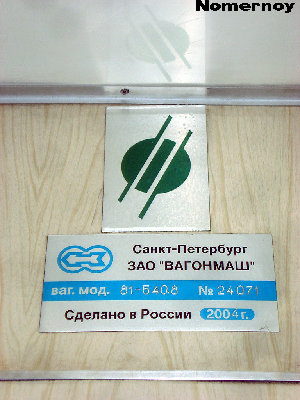 Nomernoy
Санкт-Петербург
ЗАО "ВАГОНМАШ"
ваг. мод. 81-540.8 № 24071
Сделано в России 2004г.